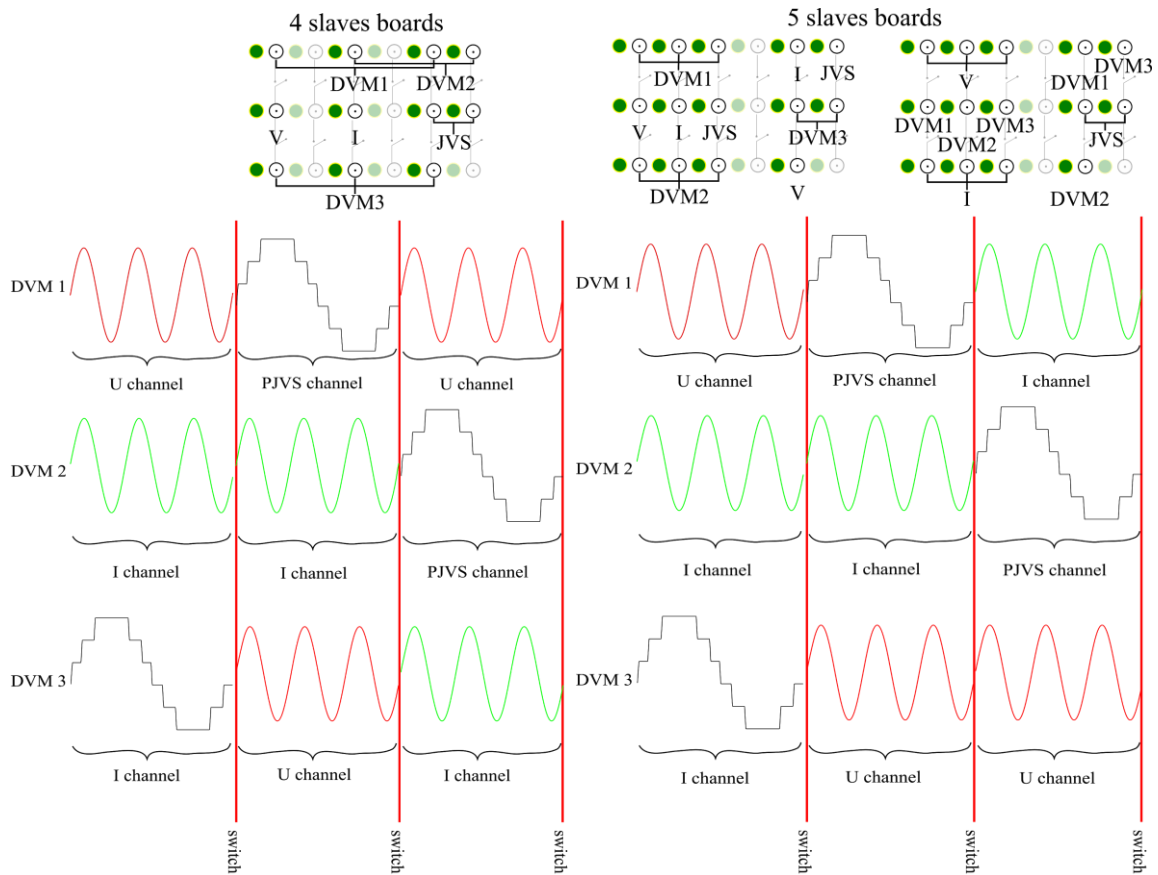 4 slaves boards
DVM1 DVM2
V I JVS
DVM3
5 slaves boards
DVM1 I JVS
V I JVS DVM3
DVM2 V
V DVM1 DVM3
DVM1 DVM2 DVM3 JVS
I DVM2
DVM 1
U channel PJVS channel U channel
DVM 2
I channel I channel PJVS channel
DVM 3
I channel U channel I channel
switch switch switch
DVM 1
U channel PJVS channel I channel
DVM 2
I channel I channel PJVS channel
DVM 3
I channel U channel U channel
switch switch switch